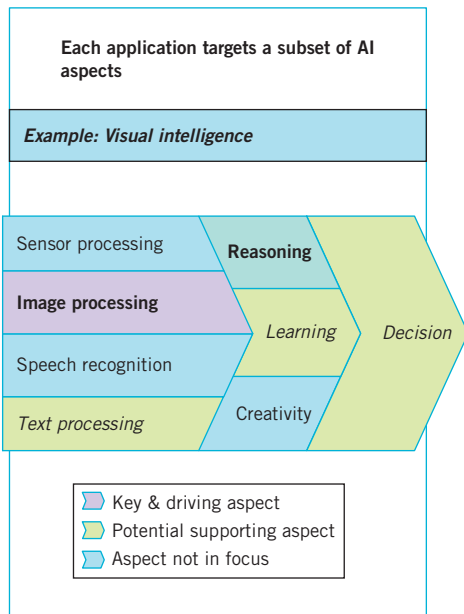 Each application targets a subset of AI
aspects
Example: Visual intelligence
Sensor processing
Image processing
Speech recognition
Text processing
Reasoning
Learning
Creativity
Decision
Key & driving aspect
Potential supporting aspect
Aspect not in focus